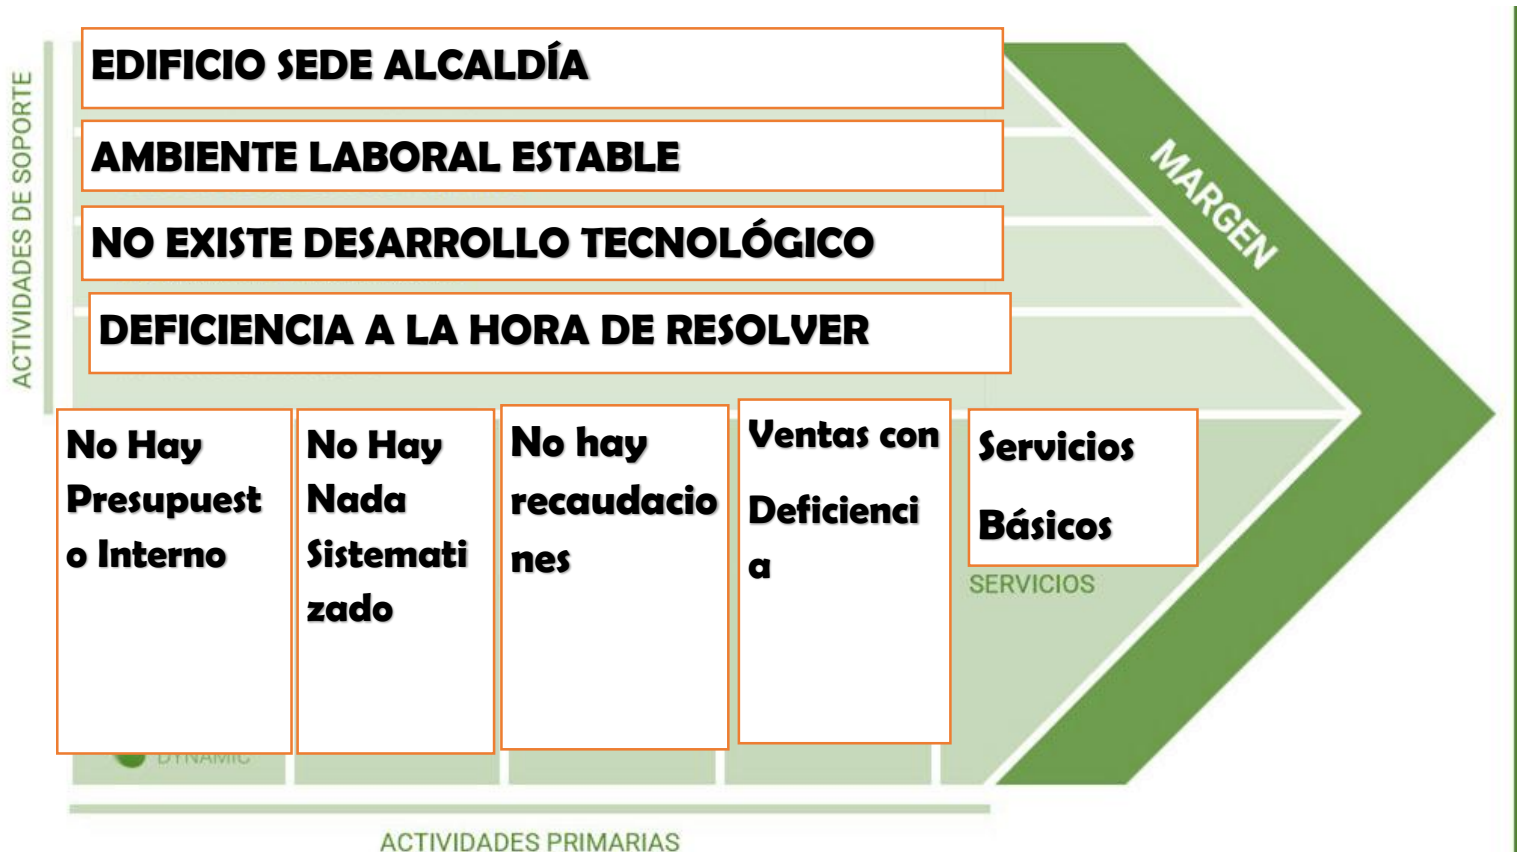 ACTIVIDADES DE SOPORTE
EDIFICIO SEDE ALCALDÍA
AMBIENTE LABORAL ESTABLE
NO EXISTE DESARROLLO TECNOLÓGICO
DEFICIENCIA A LA HORA DE RESOLVER
MARGEN
No Hay
Presupuest
o Interno
No Hay
Nada
Sistemati
zado
No hay
recaudacio
nes
Ventas con
Deficienci
a
Servicios
Básicos
SERVICIOS
DYNAMIC
ACTIVIDADES PRIMARIAS